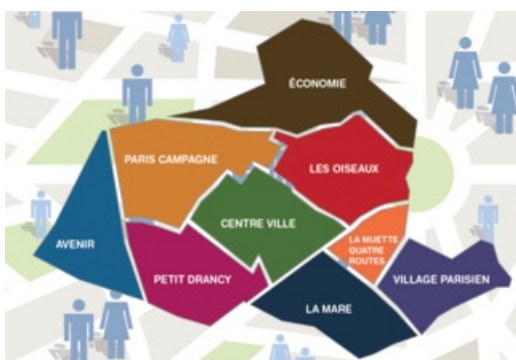 ÉCONOMIE
PARIS CAMPAGNE
LES OISEAUX
CENTRE VILLE
AVENIR
LA MUETTE
QUATRE
ROUTES
PETIT DRANCY
VILLAGE PARISIEN
LA MARE